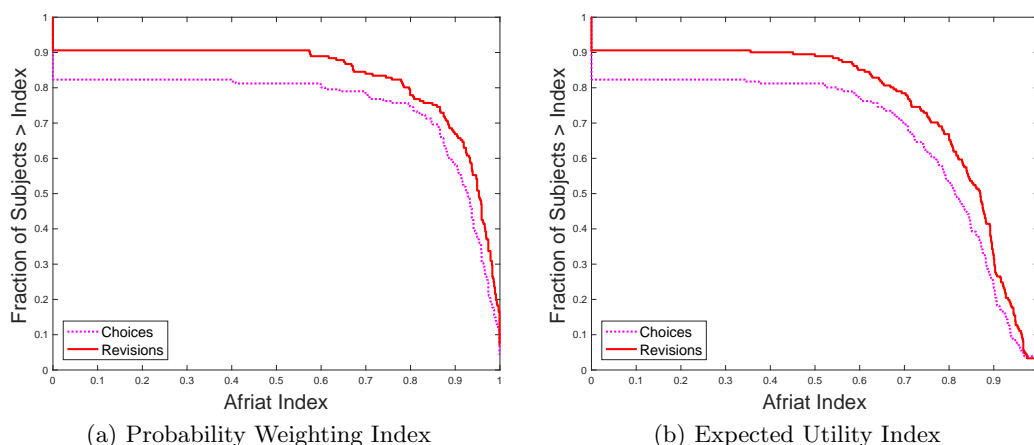 1
0.9
0.8
0.7
0.6
0.5
0.4
0.3
0.2
0.1
0
Fraction of Subjects > Index
Choices
Revisions
0 0.1 0.2 0.3 0.4 0.5 0.6 0.7 0.8 0.9 1
Afriat Index
(a) Probability Weighting Index
1
0.9
0.8
0.7
0.6
0.5
0.4
0.3
0.2
0.1
0
Fraction of Subjects > Index
Choices
Revisions
0 0.1 0.2 0.3 0.4 0.5 0.6 0.7 0.8 0.9
Afriat Index
(b) Expected Utility Index